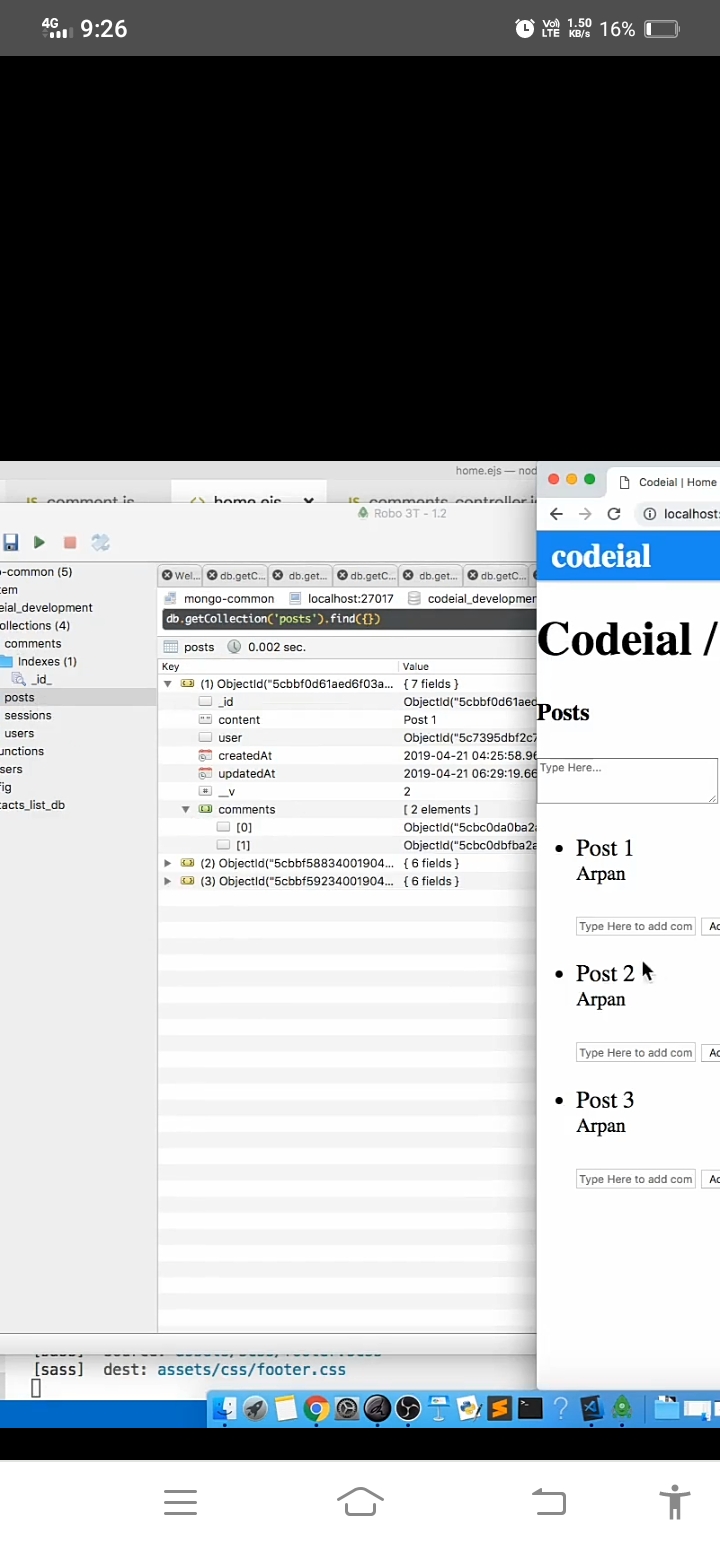 4G 9:26 Vo) LTE 1.50 KB/s 16%
home.ejs — nod
comment.js home.ejs comments_controller.j
Robo 3T - 1.2
-common (5)
tem
eial_development
ollections (4)
comments
Indexes (1)
_id_
posts
sessions
users
unctions
sers
fig
tacts_list_db
Wel... db.getC... db.get... db.getC... db.get... db.getC...
mongo-common localhost:27017 codeial_developmen
db.getCollection('posts').find({})
posts 0.002 sec.
Key Value
(1) ObjectId("5cbbf0d61aed6f03a... { 7 fields }
_id ObjectId("5cbbf0d61aed
content Post 1
user ObjectId("5c7395dbf2c7
createdAt 2019-04-21 04:25:58.96
updatedAt 2019-04-21 06:29:19.66
__v 2
comments [ 2 elements ]
[0] ObjectId("5cbc0da0ba2a
[1] ObjectId("5cbc0dbfba2a
(2) ObjectId("5cbbf58834001904... { 6 fields }
(3) ObjectId("5cbbf59234001904... { 6 fields }
Codeial | Home
localhost:
codeial
Codeial /
Posts
Type Here...
Post 1
Arpan
Type Here to add com Ad
Post 2
Arpan
Type Here to add com Ad
Post 3
Arpan
Type Here to add com Ad
[sass] dest: assets/css/footer.css